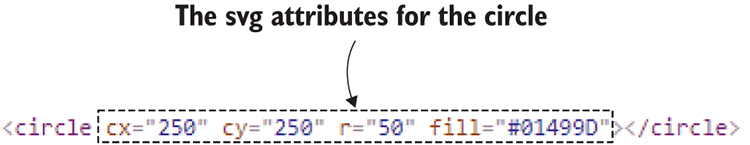 The svg attributes for the circle
<circle cx="250" cy="250" r="50" fill="#01499D"></circle>